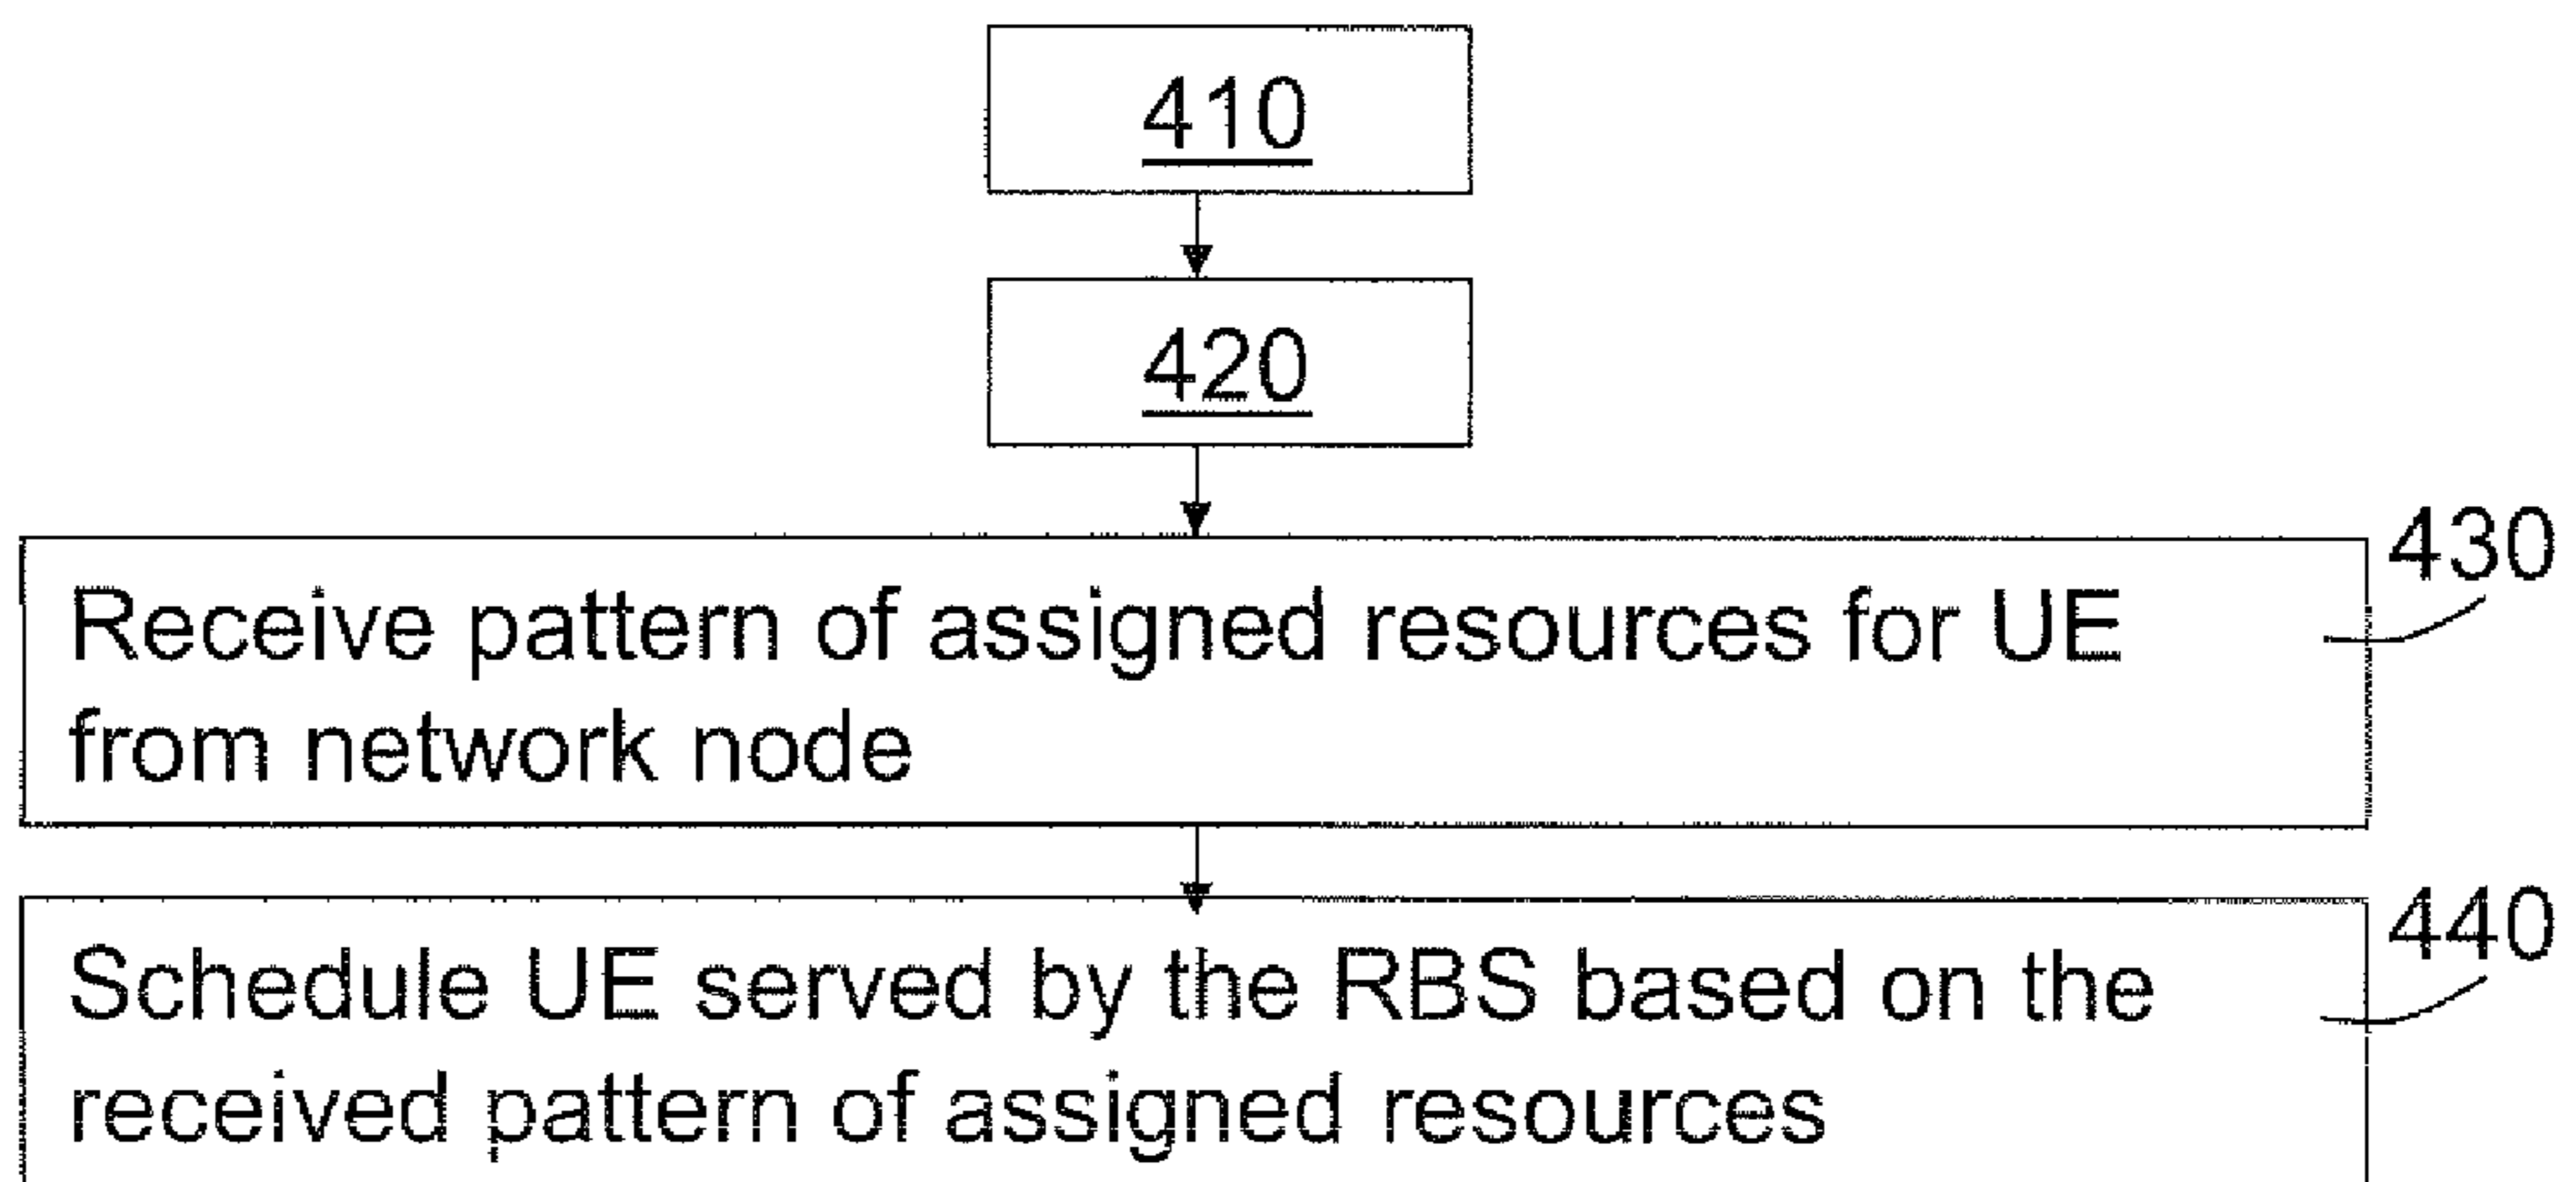 410
420
430
Receive pattern of assigned resources for UE
from network node
440
Schedule UE served by the RBS based on the
received pattern of assigned resources